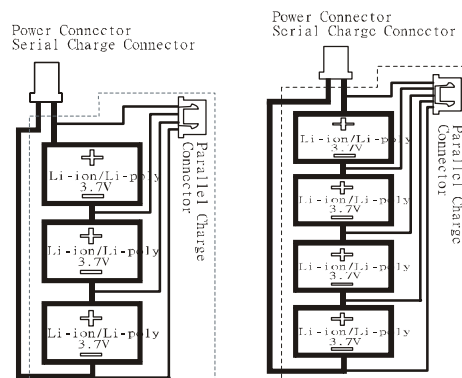 Power Connector
Serial Charge Connector
Parallel Charge
Connector
Li-ion/Li-poly
3.7V
Li-ion/Li-poly
3.7V
Li-ion/Li-poly
3.7V
Power Connector
Serial Charge Connector
Parallel Charge
Connector
Li-ion/Li-poly
3.7V
Li-ion/Li-poly
3.7V
Li-ion/Li-poly
3.7V
Li-ion/Li-poly
3.7V